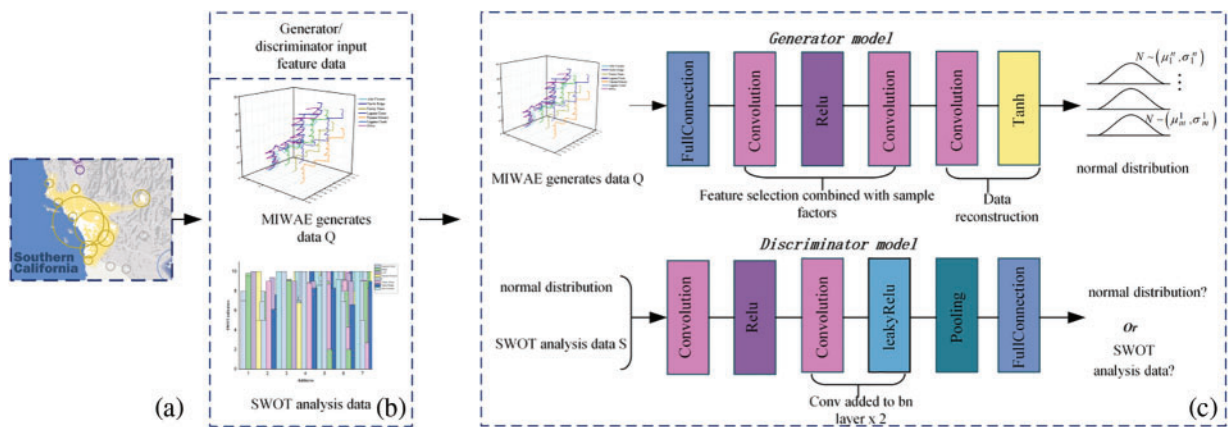 Southern
California
(a)
Generator/
discriminator input
feature data
MIWAE generates
data Q
SWOT analysis data
(b)
Generator model
MIWAE generates data Q
FullConnection
Convolution
Relu
Convolution
Convolution
Tanh
Feature selection combined with sample
factors
Data
reconstruction
N ~ (μ₁ⁿ, σ₁ⁿ)
⋮
N ~ (μₘ¹, σₘ¹)
normal distribution
Discriminator model
normal distribution
SWOT analysis data S
Convolution
Relu
Convolution
leakyRelu
Pooling
FullConnection
Conv added to bn
layer x 2
normal distribution?
Or
SWOT
analysis data?
(c)